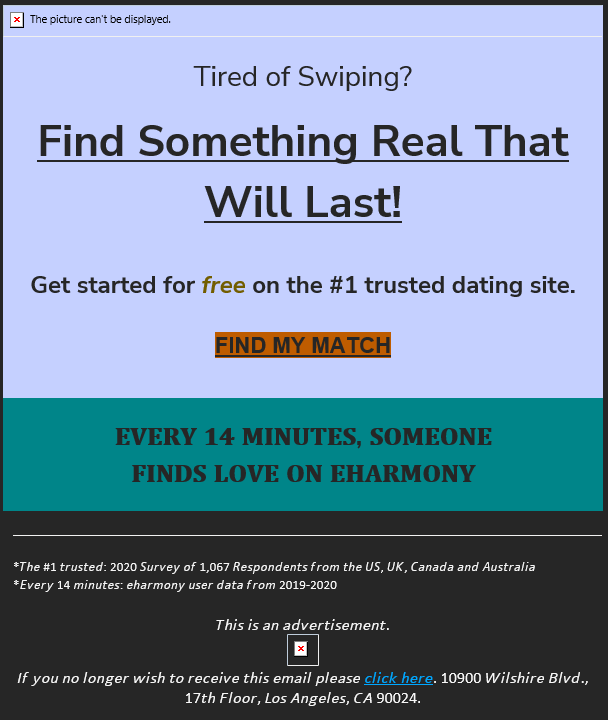 The picture can't be displayed.
Tired of Swiping?
Find Something Real That
Will Last!
Get started for free on the #1 trusted dating site.
FIND MY MATCH
EVERY 14 MINUTES, SOMEONE
FINDS LOVE ON EHARMONY
*The #1 trusted: 2020 Survey of 1,067 Respondents from the US, UK, Canada and Australia
*Every 14 minutes: eharmony user data from 2019-2020
This is an advertisement.
If you no longer wish to receive this email please click here. 10900 Wilshire Blvd.,
17th Floor, Los Angeles, CA 90024.